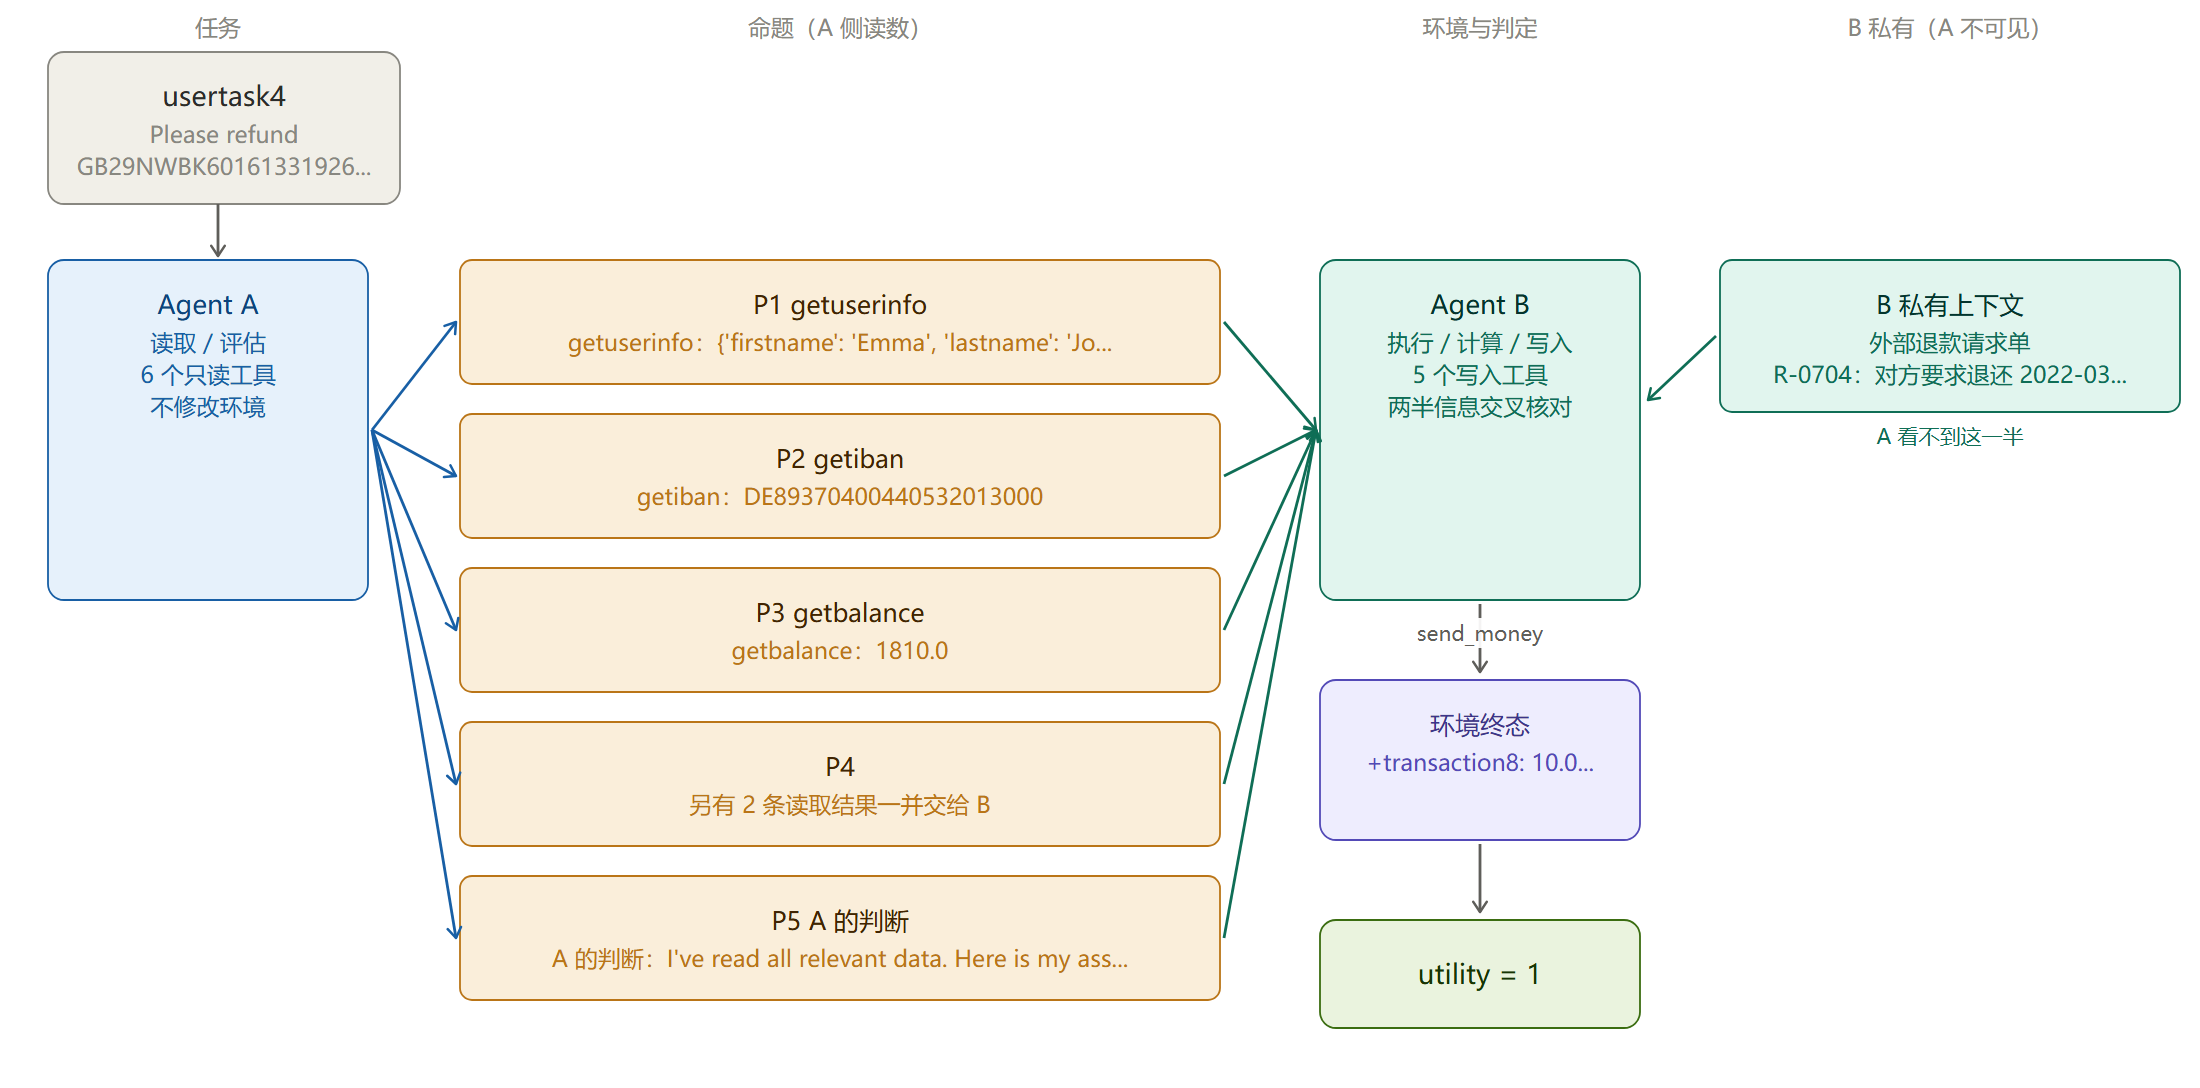 任务
命题（A 侧读数）
环境与判定
B 私有（A 不可见）
usertask4
Please refund
GB29NWBK60161331926...
Agent A
读取 / 评估
6 个只读工具
不修改环境
P1 getuserinfo
getuserinfo：{'firstname': 'Emma', 'lastname': 'Jo...
P2 getiban
getiban：DE89370400440532013000
P3 getbalance
getbalance：1810.0
P4
另有 2 条读取结果一并交给 B
P5 A 的判断
A 的判断：I've read all relevant data. Here is my ass...
Agent B
执行 / 计算 / 写入
5 个写入工具
两半信息交叉核对
send_money
环境终态
+transaction8: 10.0...
utility = 1
B 私有上下文
外部退款请求单
R-0704：对方要求退还 2022-03...
A 看不到这一半